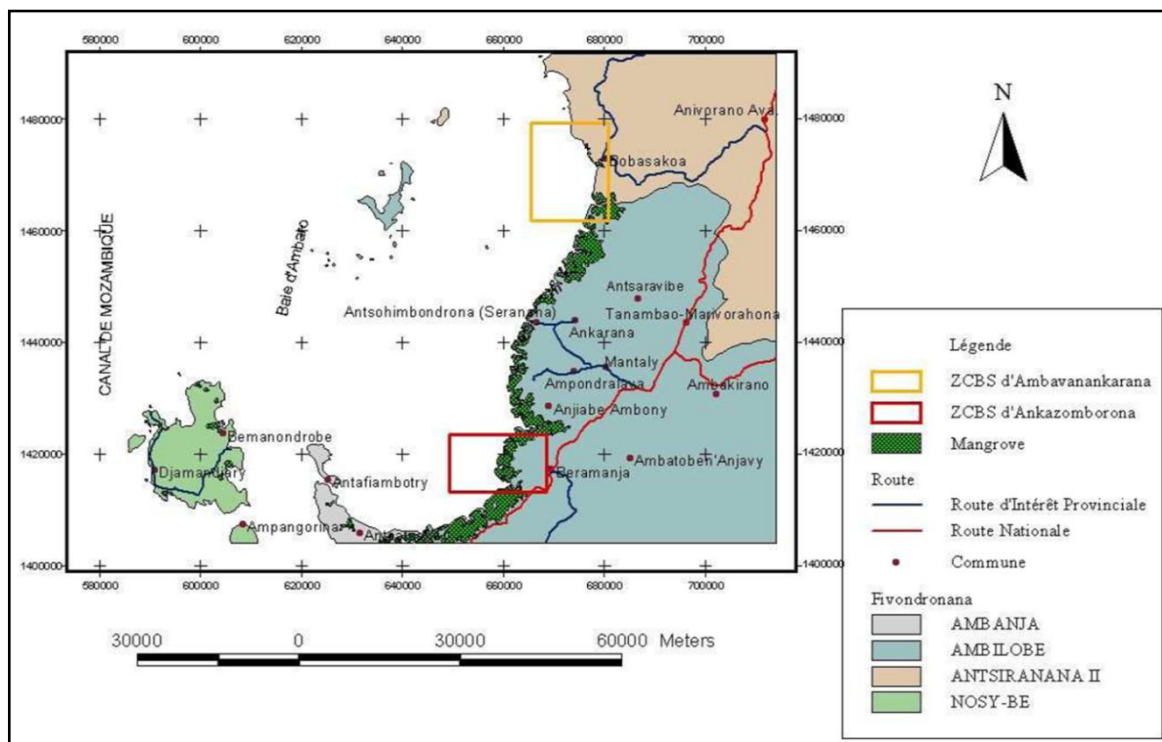 580000 600000 620000 640000 660000 680000 700000
1480000 1480000
1460000 1460000
1440000 1440000
1420000 1420000
1400000 1400000
CANAL DE MOZAMBIQUE
Baie d'Ambato
Anivorano Ava.
Bobasakoa
Antsaravibe
Antsohimbondrona (Seranana)
Tanambao-Marivorahona
Ankarana
Mantaly
Ampondralava
Ambakirano
Anjiabe Ambony
Bemanondrobe
Djamandjary
Ambatoben'Anjavy
Beramanja
Antafiambotry
Ampangorina
580000 600000 620000 640000 660000 680000 700000
30000 0 30000 60000 Meters
N
Légende
ZCBS d'Ambavanankarana
ZCBS d'Ankazomborona
Mangrove
Route
Route d'Intérêt Provinciale
Route Nationale
Commune
Fivondronana
AMBANJA
AMBILOBE
ANTSIRANANA II
NOSY-BE